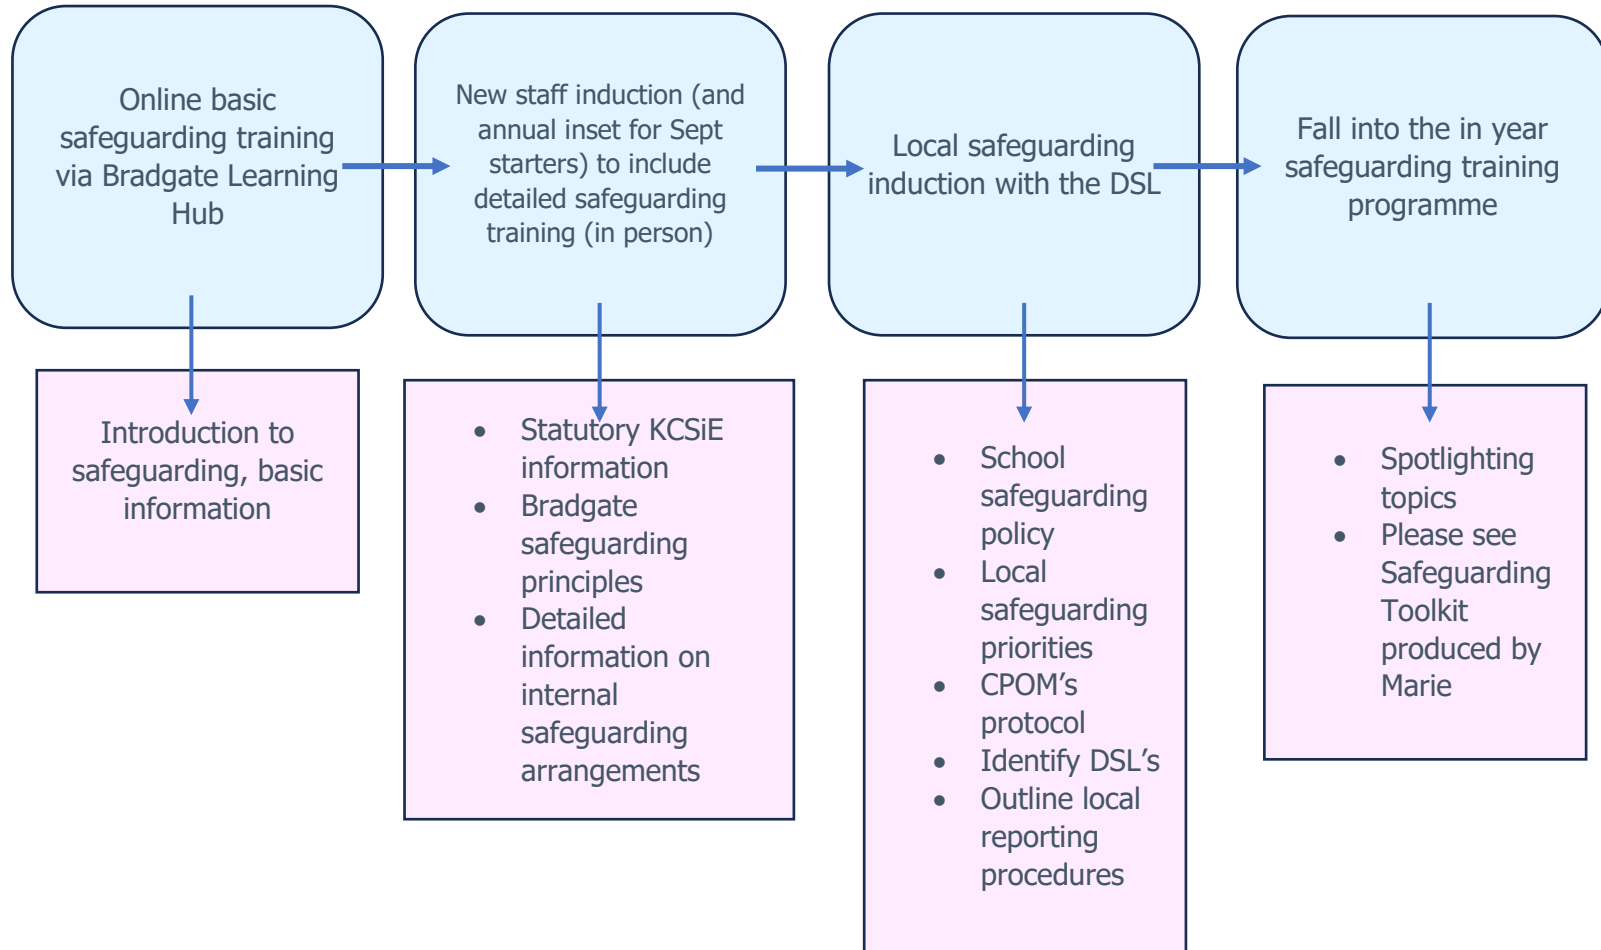 Online basic
safeguarding training
via Bradgate Learning
Hub
New staff induction (and
annual inset for Sept
starters) to include
detailed safeguarding
training (in person)
Local safeguarding
induction with the DSL
Fall into the in year
safeguarding training
programme
Introduction to
safeguarding, basic
information
• Statutory KCSiE
information
• Bradgate
safeguarding
principles
• Detailed
information on
internal
safeguarding
arrangements
• School
safeguarding
policy
• Local
safeguarding
priorities
• CPOM’s
protocol
• Identify DSL’s
• Outline local
reporting
procedures
• Spotlighting
topics
• Please see
Safeguarding
Toolkit
produced by
Marie